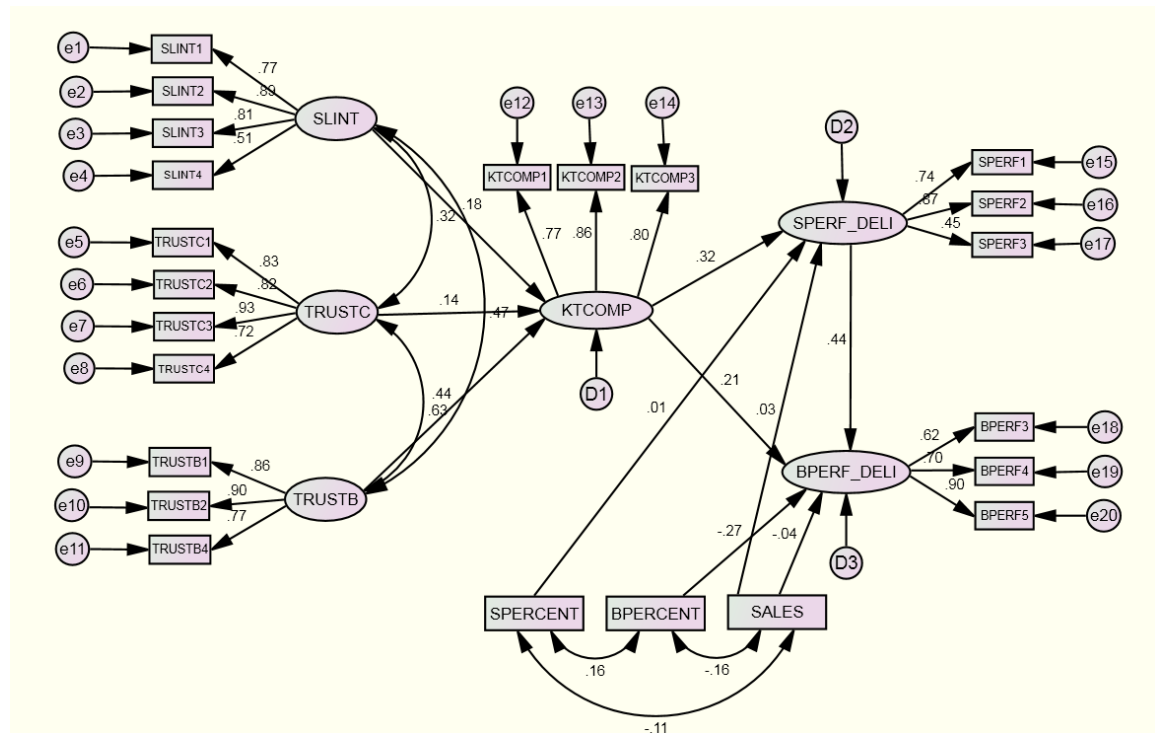 e1
SLINT1
.77
e2
SLINT2
.89
e3
SLINT3
.81
e4
SLINT4
.51
SLINT
e5
TRUSTC1
.83
e6
TRUSTC2
.82
e7
TRUSTC3
.93
e8
TRUSTC4
.72
TRUSTC
e9
TRUSTB1
.86
e10
TRUSTB2
.90
e11
TRUSTB4
.77
TRUSTB
.32
.18
.47
.14
.44
.63
e12
e13
e14
KTCOMP1
KTCOMP2
KTCOMP3
.77
.86
.80
KTCOMP
D1
.32
.21
.01
.03
D2
SPERF_DELI
.74
SPERF1
e15
.87
SPERF2
e16
.45
SPERF3
e17
.44
BPERF_DELI
.62
BPERF3
e18
.70
BPERF4
e19
.90
BPERF5
e20
D3
-.27
-.04
SPERCENT
BPERCENT
SALES
.16
-.16
-.11